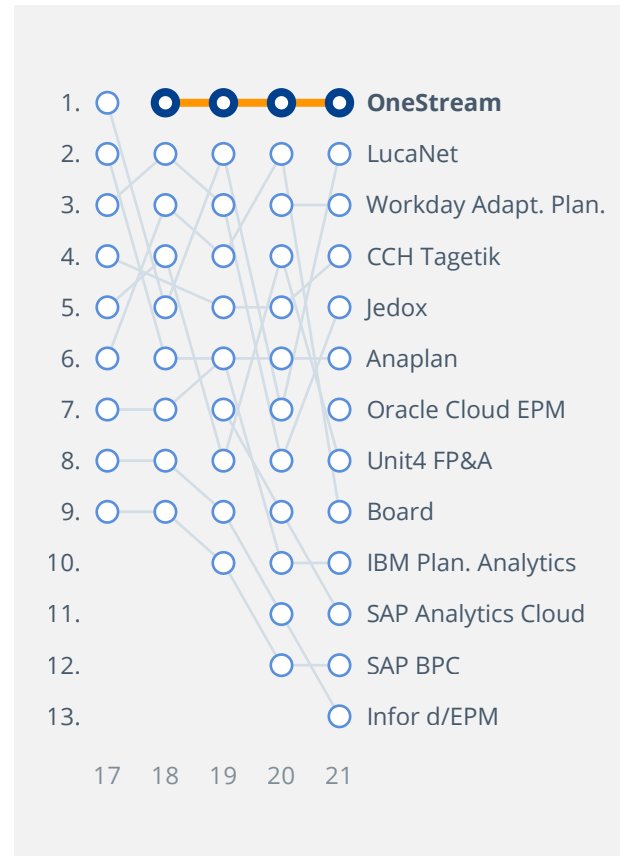 1. OneStream
2. LucaNet
3. Workday Adapt. Plan.
4. CCH Tagetik
5. Jedox
6. Anaplan
7. Oracle Cloud EPM
8. Unit4 FP&A
9. Board
10. IBM Plan. Analytics
11. SAP Analytics Cloud
12. SAP BPC
13. Infor d/EPM
17 18 19 20 21